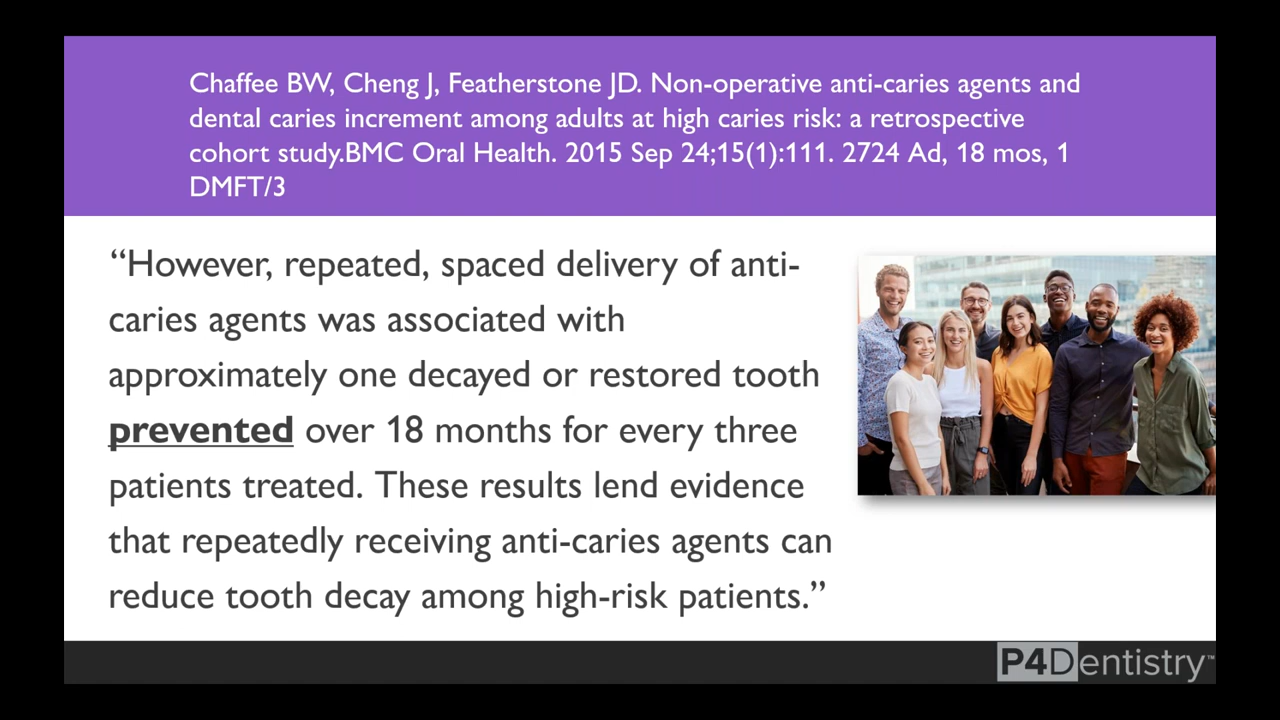 Chaffee BW, Cheng J, Featherstone JD. Non-operative anti-caries agents and
dental caries increment among adults at high caries risk: a retrospective
cohort study.BMC Oral Health. 2015 Sep 24;15(1):111. 2724 Ad, 18 mos, 1
DMFT/3
“However, repeated, spaced delivery of anti-
caries agents was associated with
approximately one decayed or restored tooth
prevented over 18 months for every three
patients treated. These results lend evidence
that repeatedly receiving anti-caries agents can
reduce tooth decay among high-risk patients.”
P4Dentistry™